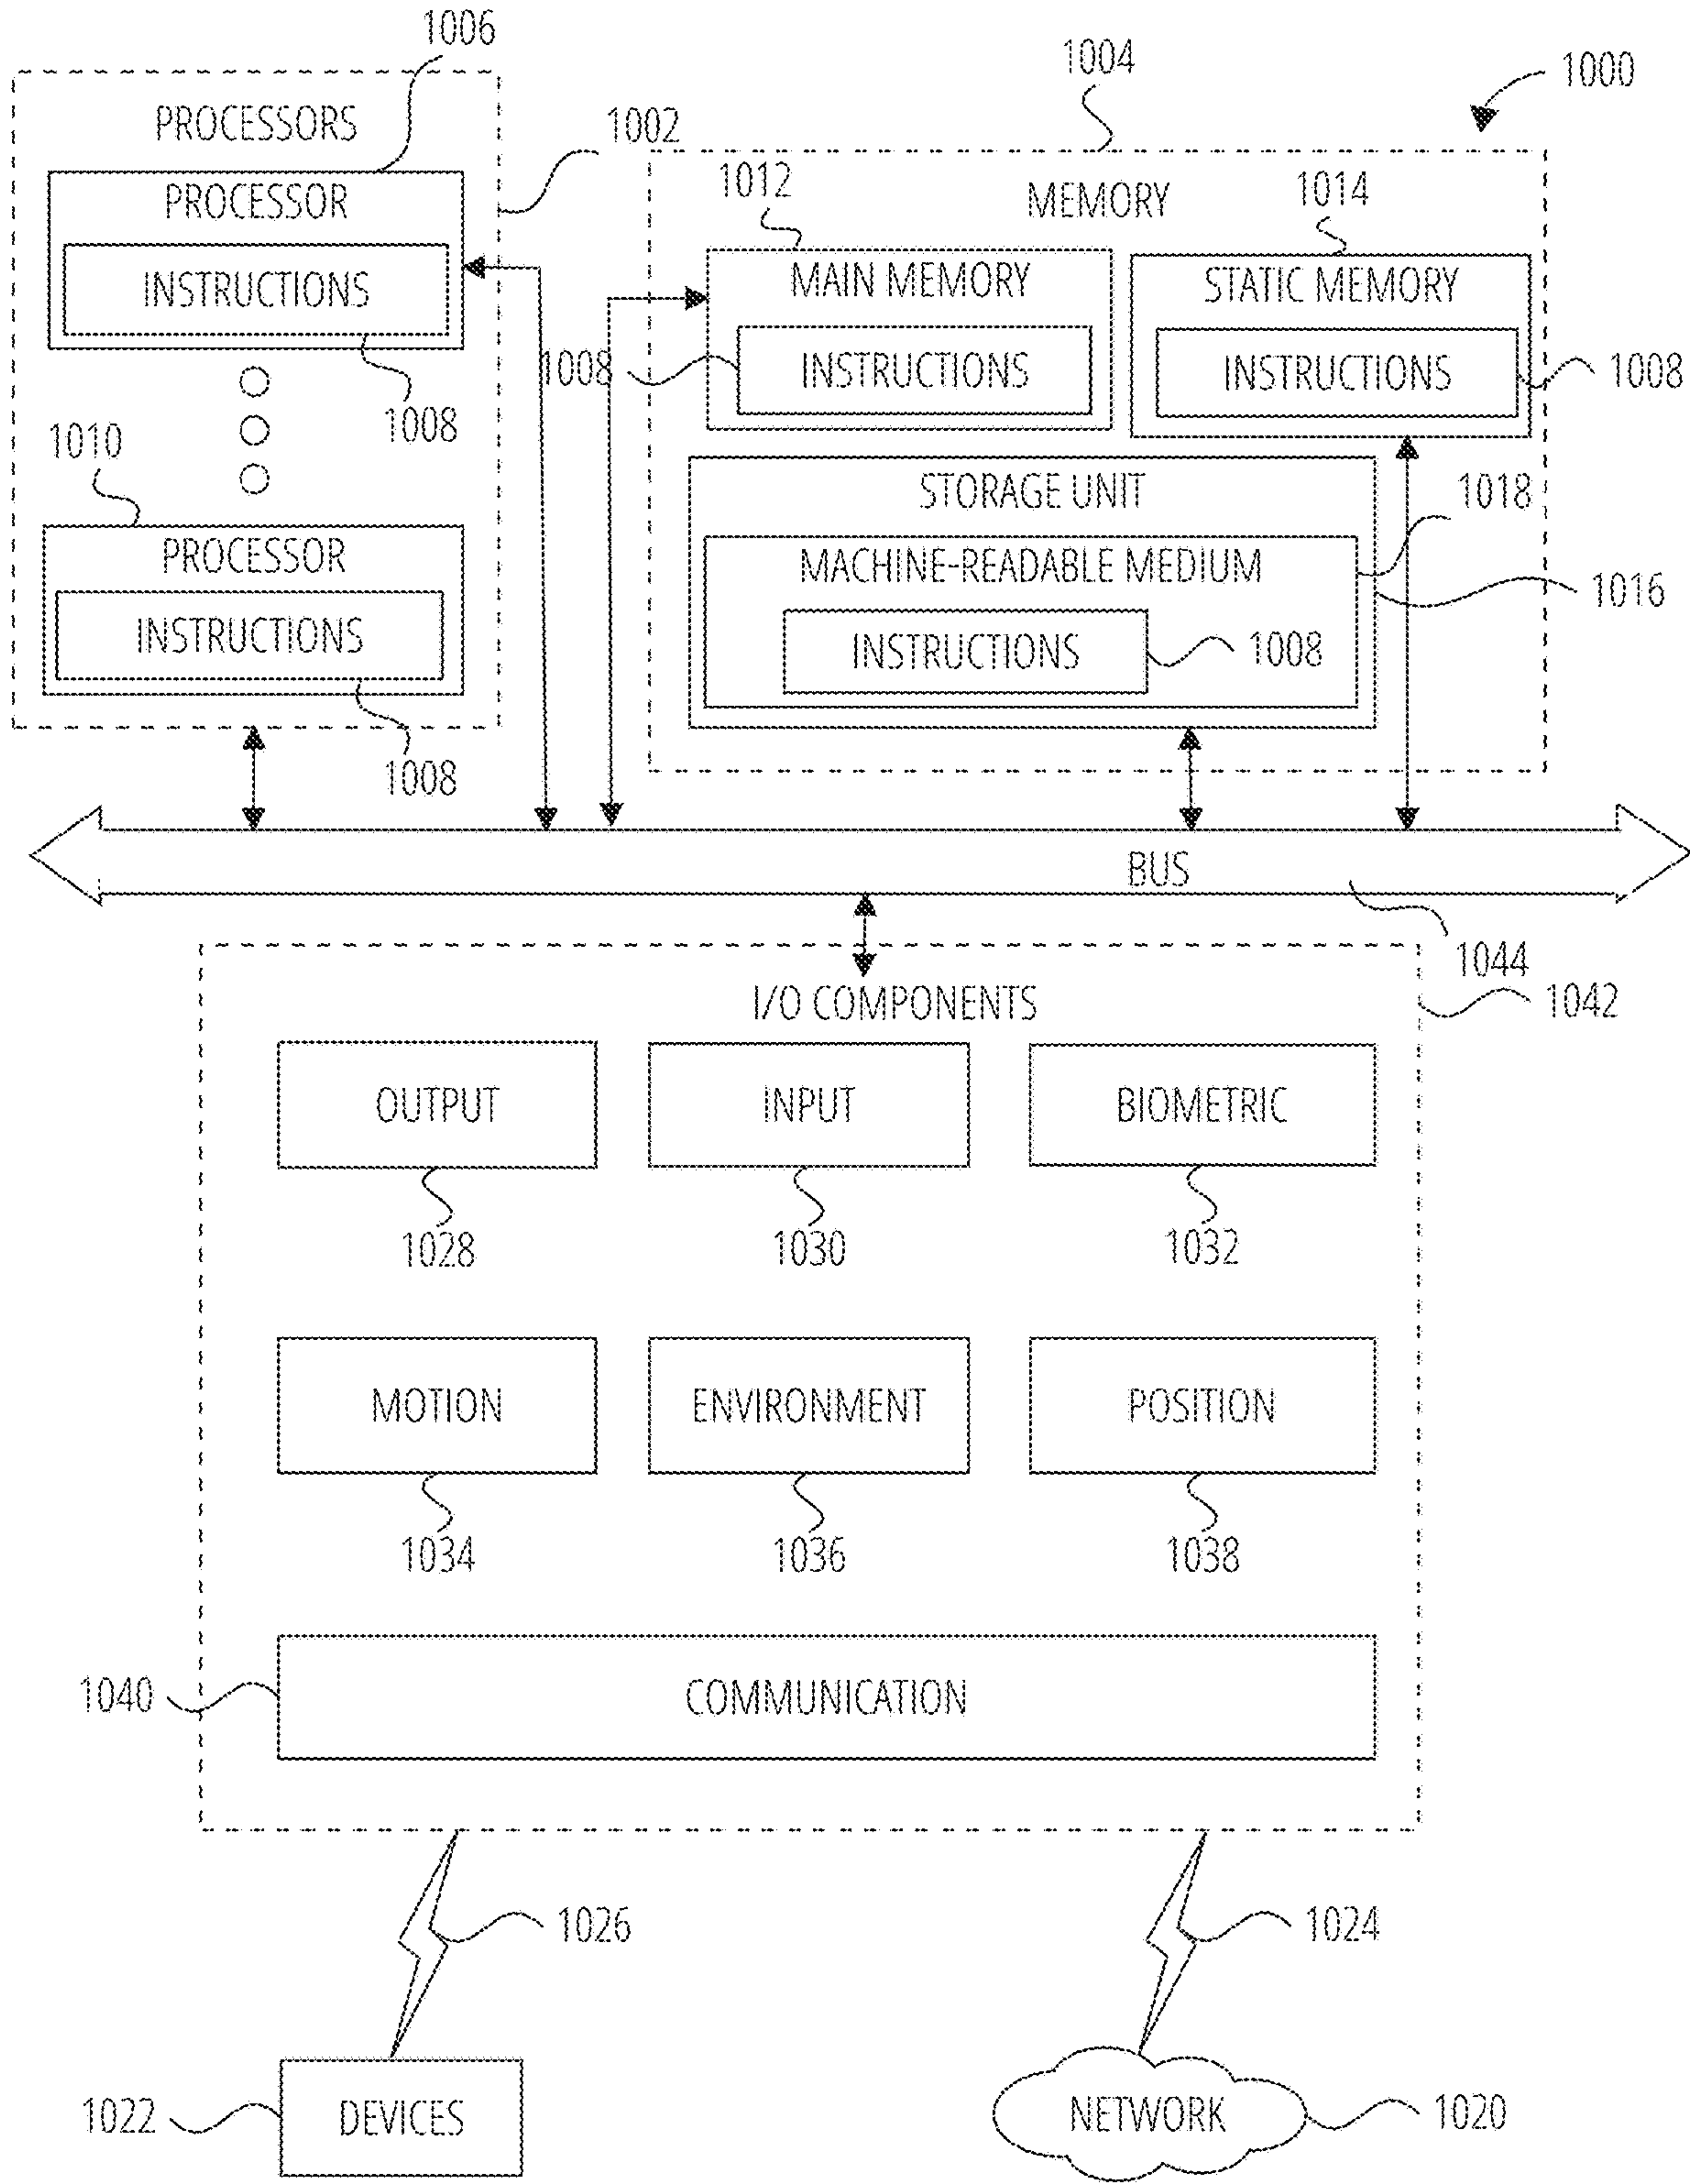 1006
1004
1000
PROCESSORS
1002
PROCESSOR
INSTRUCTIONS
1008
1010
PROCESSOR
INSTRUCTIONS
1008
MEMORY
1012
1014
MAIN MEMORY
STATIC MEMORY
1008
INSTRUCTIONS
INSTRUCTIONS
1008
STORAGE UNIT
1018
MACHINE-READABLE MEDIUM
1016
INSTRUCTIONS
1008
BUS
1044
I/O COMPONENTS
1042
OUTPUT
INPUT
BIOMETRIC
1028
1030
1032
MOTION
ENVIRONMENT
POSITION
1034
1036
1038
1040
COMMUNICATION
1026
1024
1022
DEVICES
NETWORK
1020